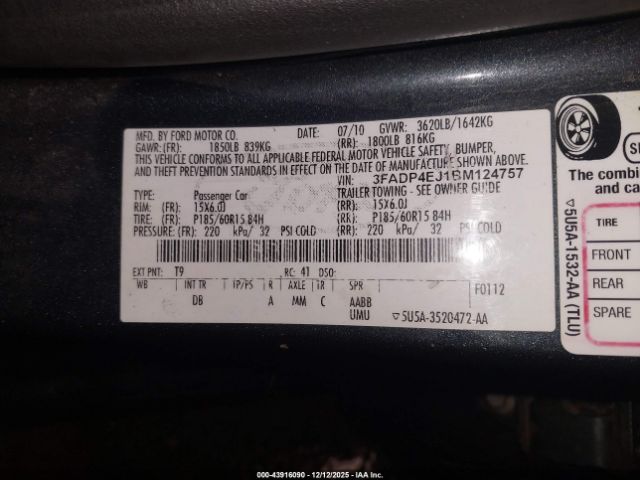 MFD. BY FORD MOTOR CO.
DATE: 07/10 GVWR: 3620LB/1642KG
GAWR: (FR): 1850LB 839KG (RR): 1800LB 816KG
THIS VEHICLE CONFORMS TO ALL APPLICABLE FEDERAL MOTOR VEHICLE SAFETY, BUMPER,
AND THEFT PREVENTION STANDARDS IN EFFECT ON THE DATE OF MANUFACTURE SHOWN ABOVE.
VIN: 3FADP4EJ1BM124757
TYPE: Passenger Car TRAILER TOWING - SEE OWNER GUIDE
RIM: (FR) 15X6.0J (RR): 15X6.0J
TIRE: (FR) P185/60R15 84H (RR): P185/60R15 84H
PRESSURE: (FR) 220 kPa/ 32 PSI COLD (RR): 220 kPa/ 32 PSI COLD
EXT PNT: T9 RC: 41 DSO:
WB INT TR TP/PS R AXLE TR SPR F0112
DB A MM C AABB
UMU ▽5U5A-3520472-AA
The combin
and ca
TIRE
FRONT
REAR
SPARE
▽5U5A-1532-AA (TLU)
000-43916090 - 12/12/2025 - All Rights Reserved. Copyright IAA, Inc.